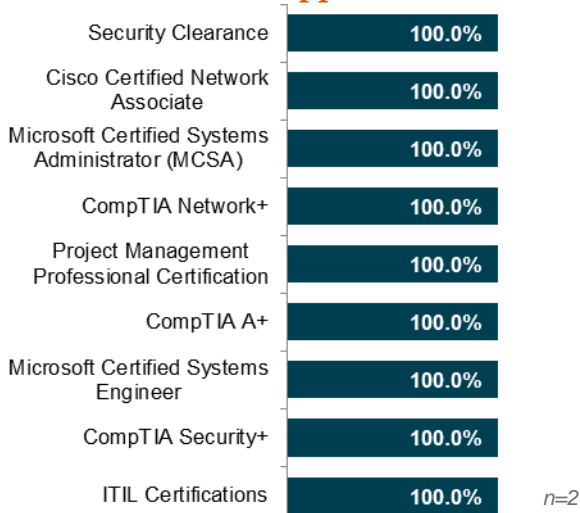 Security Clearance 100.0%
Cisco Certified Network
Associate 100.0%
Microsoft Certified Systems
Administrator (MCSA) 100.0%
CompTIA Network+ 100.0%
Project Management
Professional Certification 100.0%
CompTIA A+ 100.0%
Microsoft Certified Systems
Engineer 100.0%
CompTIA Security+ 100.0%
ITIL Certifications 100.0% n=2